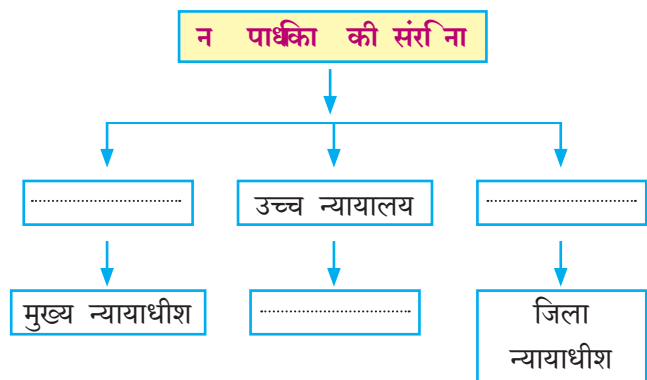 की
उच्च न्यायालय
मुख्य न्यायाधीश
जिला
न्यायाधीश